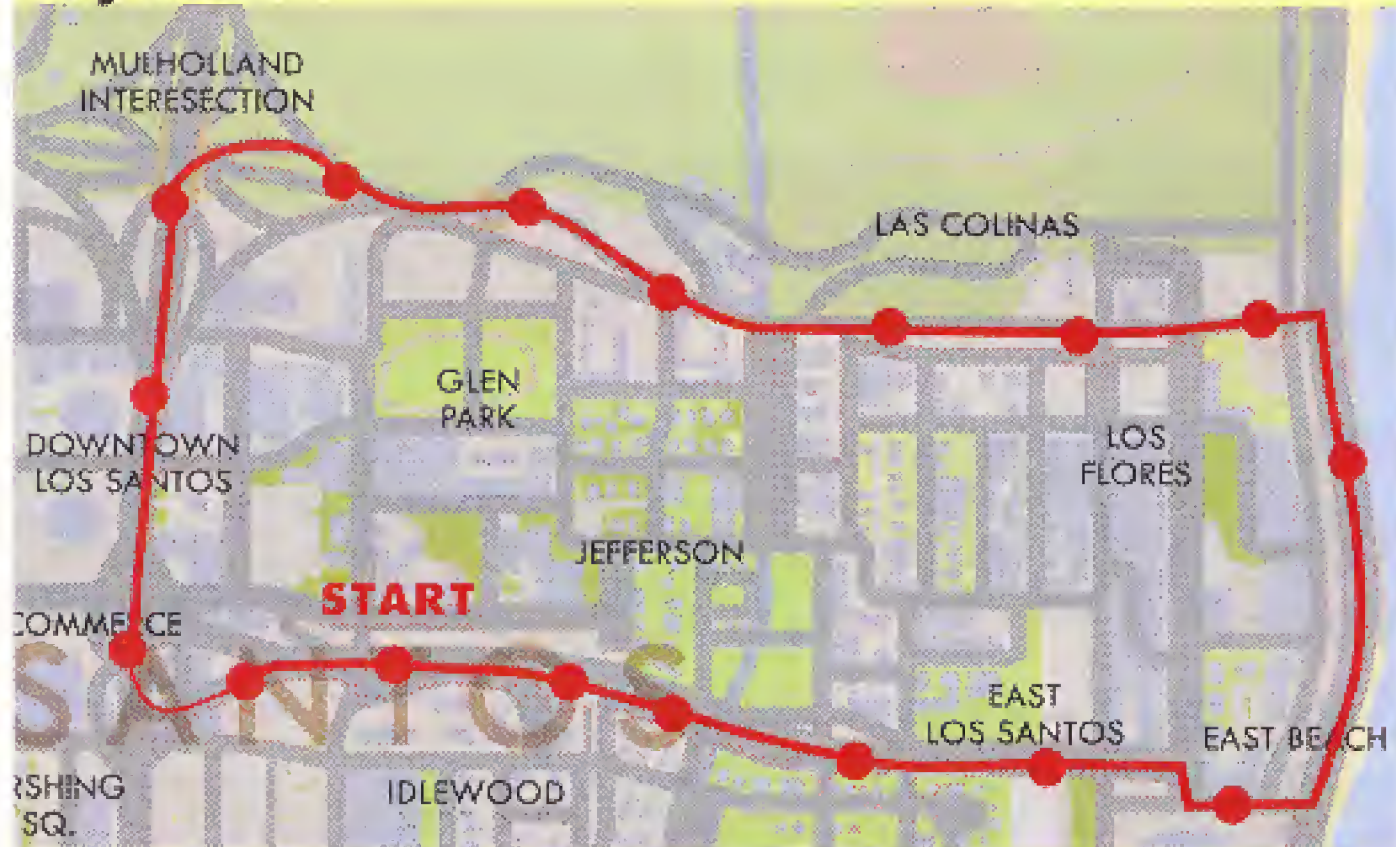 MULHOLLAND
INTERESECTION
LAS COLINAS
GLEN
PARK
DOWNTOWN
LOS SANTOS
LOS
FLORES
JEFFERSON
START
COMMERCE
SANTOS
EAST
LOS SANTOS
EAST BEACH
RSHING
SQ.
IDLEWOOD